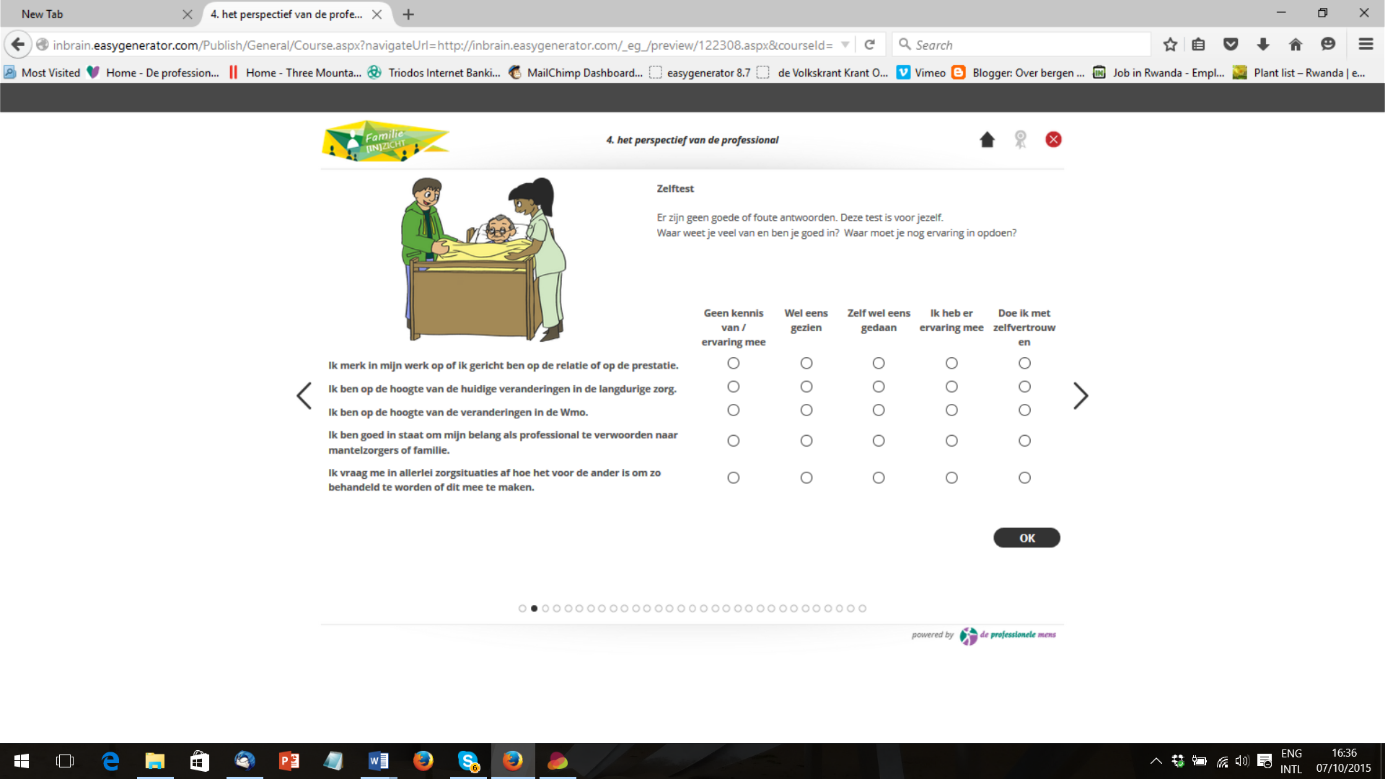 New Tab
4. het perspectief van de profe...
inbrain.easygenerator.com/Publish/General/Course.aspx?navigateUrl=http://inbrain.easygenerator.com/_eg_/preview/122308.aspx&courseId=
Search
Most Visited
Home - De profession...
Home - Three Mounta...
Triodos Internet Banki...
MailChimp Dashboard...
easygenerator 8.7
de Volkskrant Krant O...
Vimeo
Blogger: Over bergen ...
Job in Rwanda - Empl...
Plant list – Rwanda | e...
Familie
[IN]ZICHT
4. het perspectief van de professional
Zelftest
Er zijn geen goede of foute antwoorden. Deze test is voor jezelf.
Waar weet je veel van en ben je goed in? Waar moet je nog ervaring in opdoen?
Geen kennis
van /
ervaring mee
Wel eens
gezien
Zelf wel eens
gedaan
Ik heb er
ervaring mee
Doe ik met
zelfvertrouw
en
Ik merk in mijn werk op of ik gericht ben op de relatie of op de prestatie.
Ik ben op de hoogte van de huidige veranderingen in de langdurige zorg.
Ik ben op de hoogte van de veranderingen in de Wmo.
Ik ben goed in staat om mijn belang als professional te verwoorden naar
mantelzorgers of familie.
Ik vraag me in allerlei zorgsituaties af hoe het voor de ander is om zo
behandeld te worden of dit mee te maken.
OK
powered by de professionele mens
6
ENG
INTL
16:36
07/10/2015